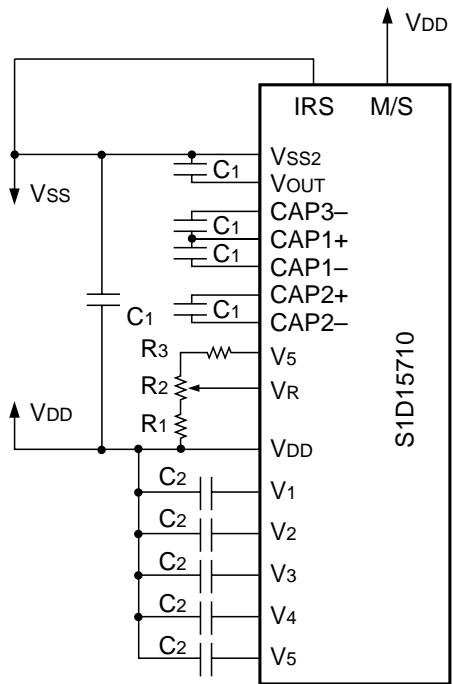 VDD
IRS M/S
VSS2
C1
VOUT
VSS
CAP3–
C1
CAP1+
C1
CAP1–
CAP2+
C1
C1
CAP2–
R3
V5
R2
VR
VDD
R1
VDD
S1D15710
C2
V1
C2
V2
C2
V3
C2
V4
C2
V5